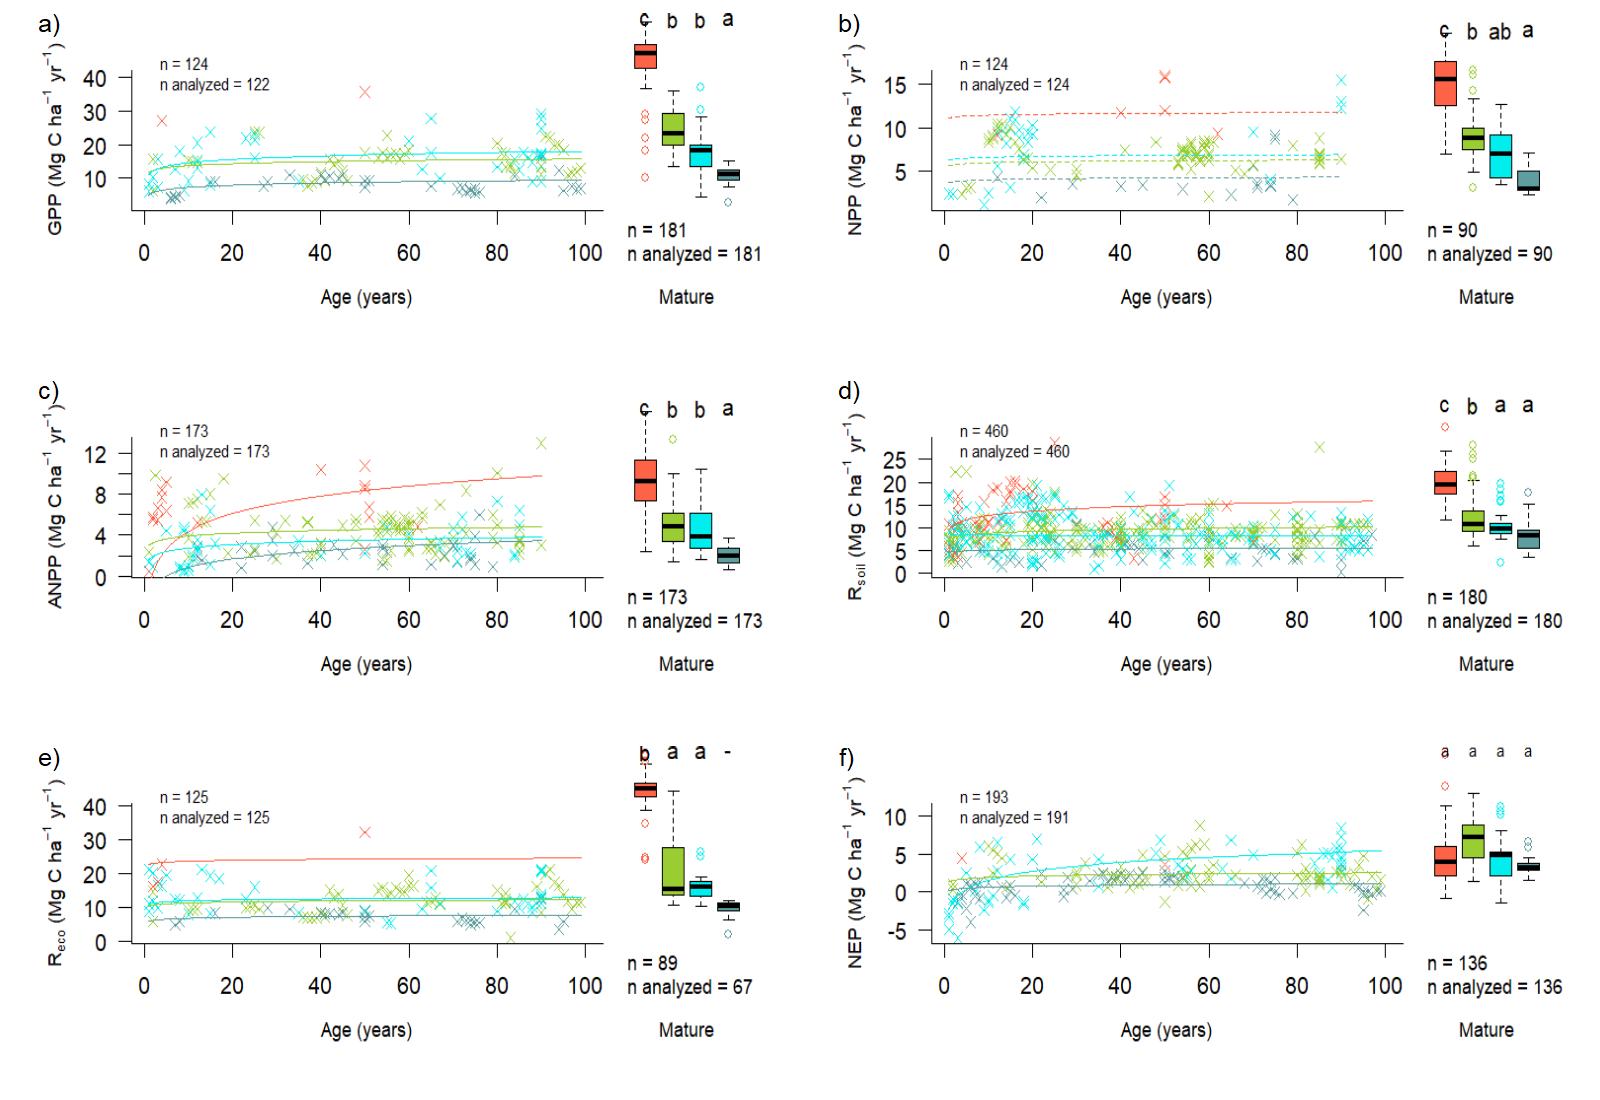 a)
c b b a
GPP (Mg C ha⁻¹ yr⁻¹)
n = 124
n analyzed = 122
40
30
20
10
0 20 40 60 80 100
Age (years)
n = 181
n analyzed = 181
Mature
b)
c b ab a
NPP (Mg C ha⁻¹ yr⁻¹)
n = 124
n analyzed = 124
15
10
5
0 20 40 60 80 100
Age (years)
n = 90
n analyzed = 90
Mature
c)
c b b a
ANPP (Mg C ha⁻¹ yr⁻¹)
n = 173
n analyzed = 173
12
8
4
0
0 20 40 60 80 100
Age (years)
n = 173
n analyzed = 173
Mature
d)
c b a a
Rsoil (Mg C ha⁻¹ yr⁻¹)
n = 460
n analyzed = 460
25
20
15
10
5
0
0 20 40 60 80 100
Age (years)
n = 180
n analyzed = 180
Mature
e)
b a a -
Reco (Mg C ha⁻¹ yr⁻¹)
n = 125
n analyzed = 125
40
30
20
10
0
0 20 40 60 80 100
Age (years)
n = 89
n analyzed = 67
Mature
f)
a a a a
NEP (Mg C ha⁻¹ yr⁻¹)
n = 193
n analyzed = 191
10
5
0
-5
0 20 40 60 80 100
Age (years)
n = 136
n analyzed = 136
Mature